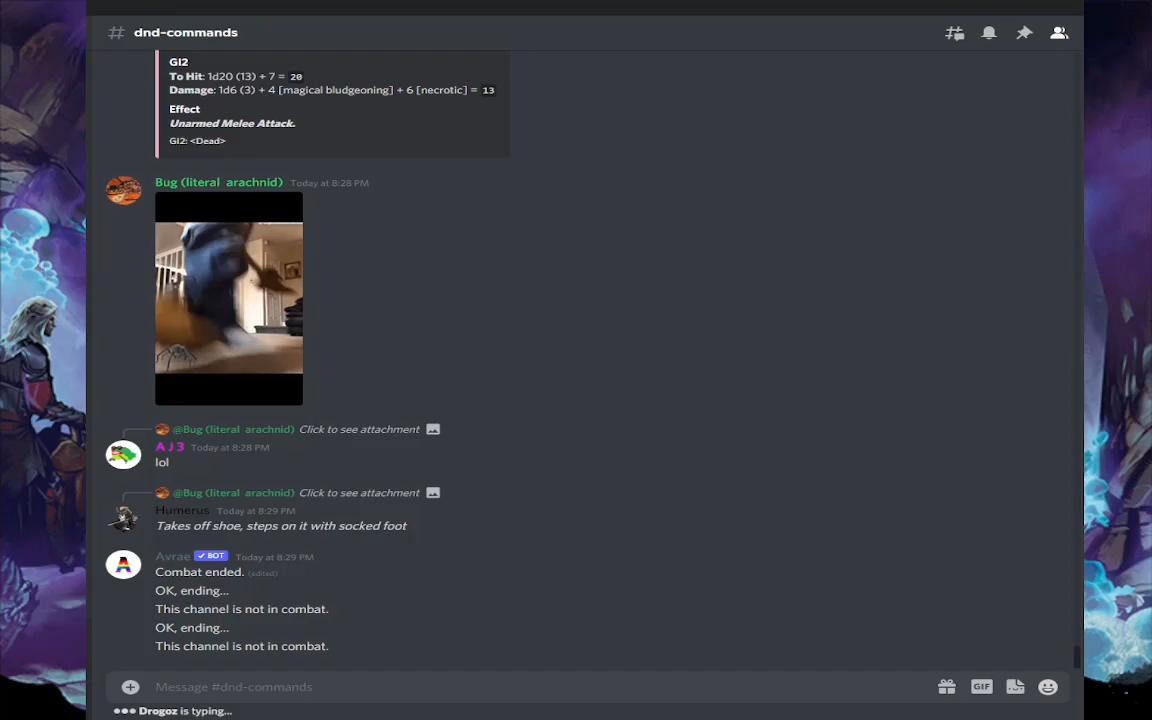 dnd-commands
GI2
To Hit: 1d20 (13) + 7 = 20
Damage: 1d6 (3) + 4 [magical bludgeoning] + 6 [necrotic] = 13
Effect
Unarmed Melee Attack.
GI2: <Dead>
Bug (literal arachnid) Today at 8:28 PM
@Bug (literal arachnid) Click to see attachment
A j 3 Today at 8:28 PM
lol
@Bug (literal arachnid) Click to see attachment
Humerus Today at 8:29 PM
Takes off shoe, steps on it with socked foot
Avrae BOT Today at 8:29 PM
Combat ended. (edited)
OK, ending...
This channel is not in combat.
OK, ending...
This channel is not in combat.
Message #dnd-commands
GIF
Drogoz is typing...